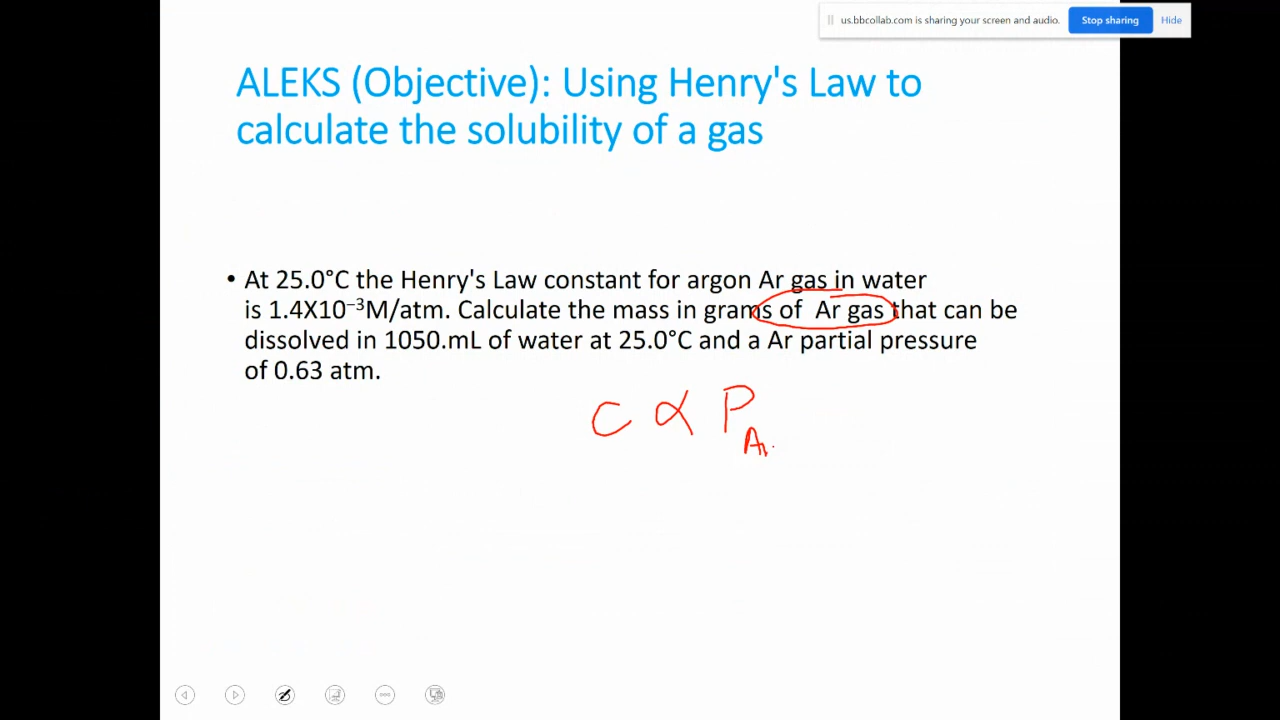 us.bbcollab.com is sharing your screen and audio. Stop sharing Hide
ALEKS (Objective): Using Henry's Law to
calculate the solubility of a gas
• At 25.0°C the Henry's Law constant for argon Ar gas in water
is 1.4X10⁻³M/atm. Calculate the mass in grams of Ar gas that can be
dissolved in 1050.mL of water at 25.0°C and a Ar partial pressure
of 0.63 atm.
C ∝ P
Ar